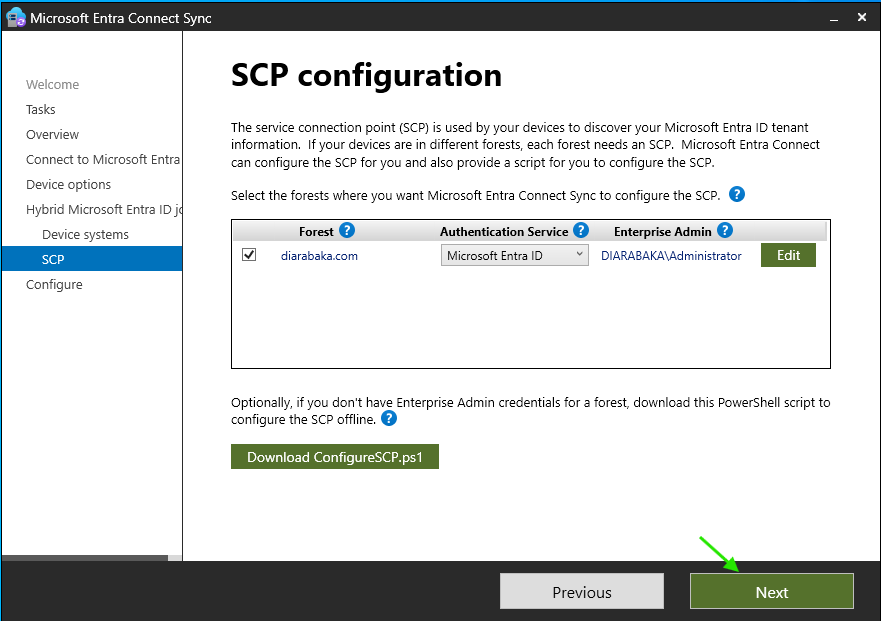 Microsoft Entra Connect Sync
Welcome
Tasks
Overview
Connect to Microsoft Entra
Device options
Hybrid Microsoft Entra ID jo
Device systems
SCP
Configure
SCP configuration
The service connection point (SCP) is used by your devices to discover your Microsoft Entra ID tenant
information.  If your devices are in different forests, each forest needs an SCP.  Microsoft Entra Connect
can configure the SCP for you and also provide a script for you to configure the SCP.
Select the forests where you want Microsoft Entra Connect Sync to configure the SCP. ?
Forest ? Authentication Service ? Enterprise Admin ?
diarabaka.com Microsoft Entra ID DIARABAKA\Administrator Edit
Optionally, if you don't have Enterprise Admin credentials for a forest, download this PowerShell script to
configure the SCP offline. ?
Download ConfigureSCP.ps1
Previous Next